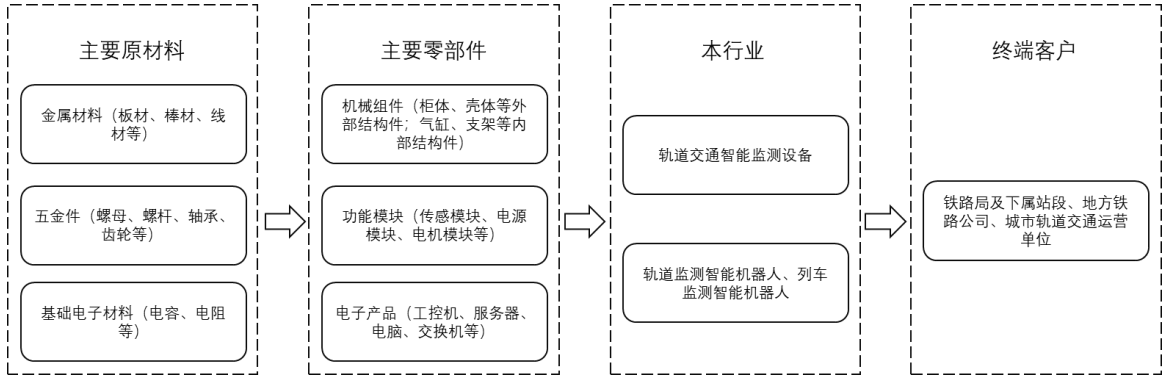 主要原材料
金属材料（板材、棒材、线
材等）
五金件（螺母、螺杆、轴承、
齿轮等）
基础电子材料（电容、电阻
等）
主要零部件
机械组件（柜体、壳体等外
部结构件；气缸、支架等内
部结构件）
功能模块（传感模块、电源
模块、电机模块等）
电子产品（工控机、服务器、
电脑、交换机等）
本行业
轨道交通智能监测设备
轨道监测智能机器人、列车
监测智能机器人
终端客户
铁路局及下属站段、地方铁
路公司、城市轨道交通运营
单位